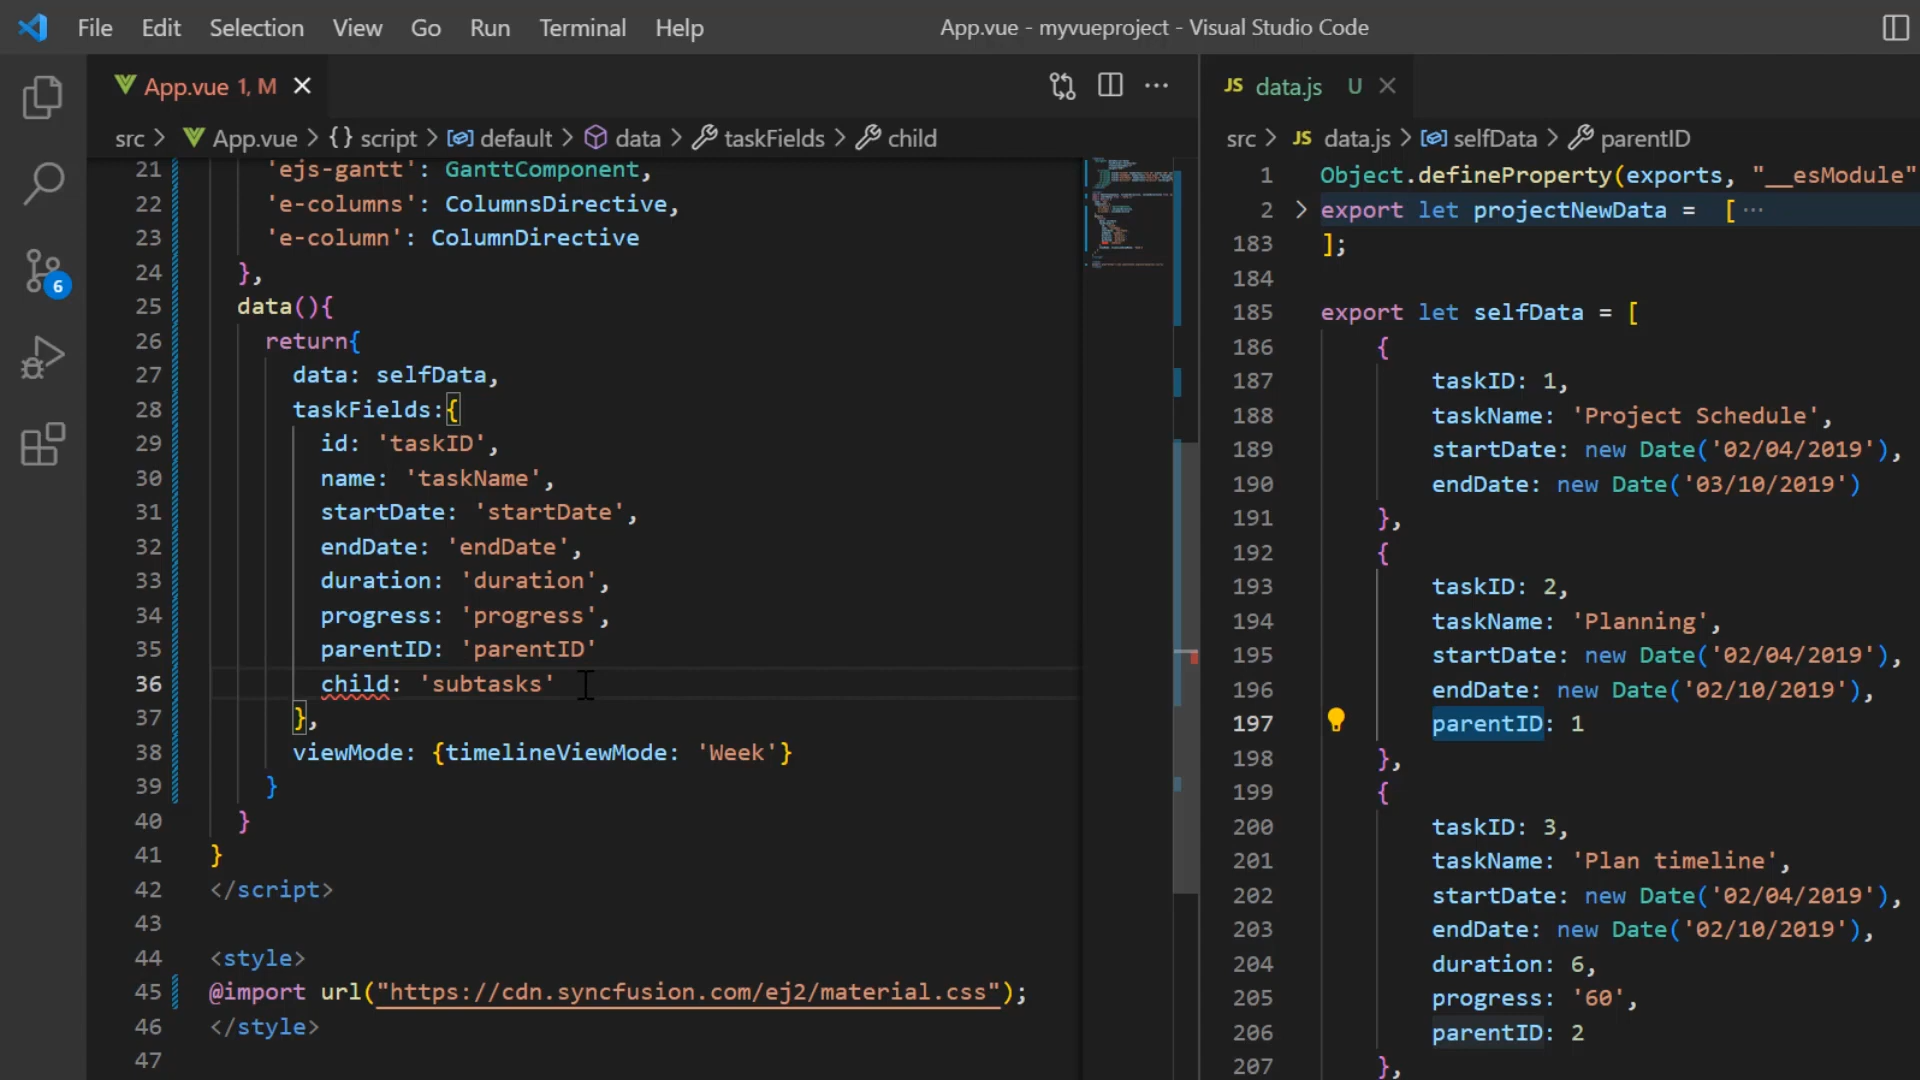 File Edit Selection View Go Run Terminal Help App.vue - myvueproject - Visual Studio Code
App.vue 1, M
src > App.vue > {} script > default > data > taskFields > child
21 'ejs-gantt': GanttComponent,
22 'e-columns': ColumnsDirective,
23 'e-column': ColumnDirective
24 },
25 data(){
26 return{
27 data: selfData,
28 taskFields:{
29 id: 'taskID',
30 name: 'taskName',
31 startDate: 'startDate',
32 endDate: 'endDate',
33 duration: 'duration',
34 progress: 'progress',
35 parentID: 'parentID'
36 child: 'subtasks'
37 },
38 viewMode: {timelineViewMode: 'Week'}
39 }
40 }
41 }
42 </script>
43
44 <style>
45 @import url("https://cdn.syncfusion.com/ej2/material.css");
46 </style>
47
6
JS data.js U
src > JS data.js > selfData > parentID
1 Object.defineProperty(exports, "__esModule"
2 > export let projectNewData = [ ···
183 ];
184
185 export let selfData = [
186 {
187 taskID: 1,
188 taskName: 'Project Schedule',
189 startDate: new Date('02/04/2019'),
190 endDate: new Date('03/10/2019')
191 },
192 {
193 taskID: 2,
194 taskName: 'Planning',
195 startDate: new Date('02/04/2019'),
196 endDate: new Date('02/10/2019'),
197 parentID: 1
198 },
199 {
200 taskID: 3,
201 taskName: 'Plan timeline',
202 startDate: new Date('02/04/2019'),
203 endDate: new Date('02/10/2019'),
204 duration: 6,
205 progress: '60',
206 parentID: 2
207 },